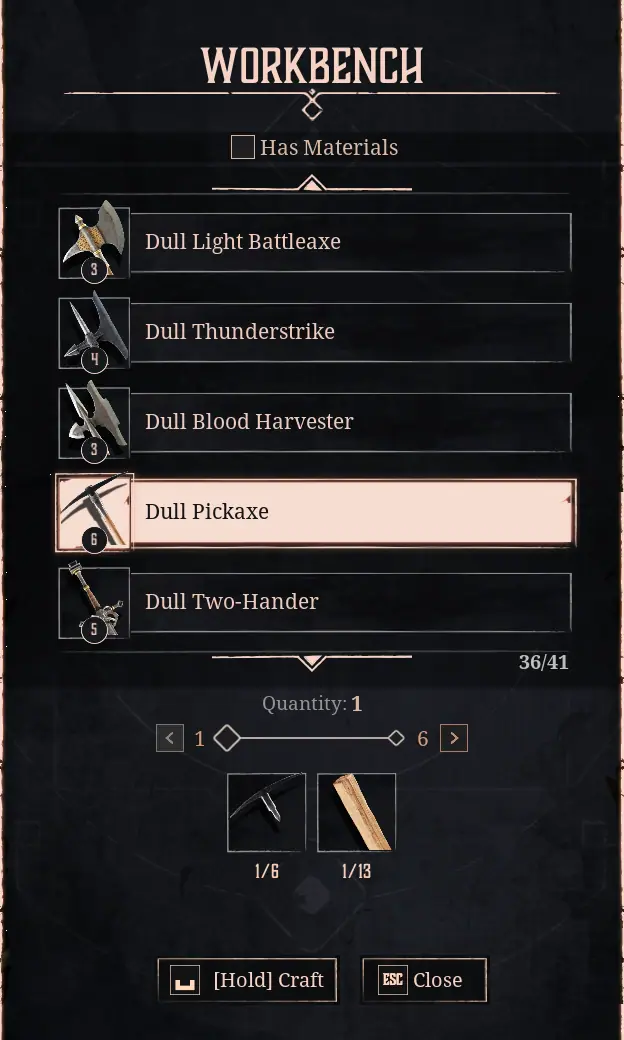 WORKBENCH
Has Materials
3
Dull Light Battleaxe
4
Dull Thunderstrike
3
Dull Blood Harvester
6
Dull Pickaxe
5
Dull Two-Hander
36/41
Quantity: 1
< 1 6 >
1/6 1/13
[Hold] Craft ESC Close